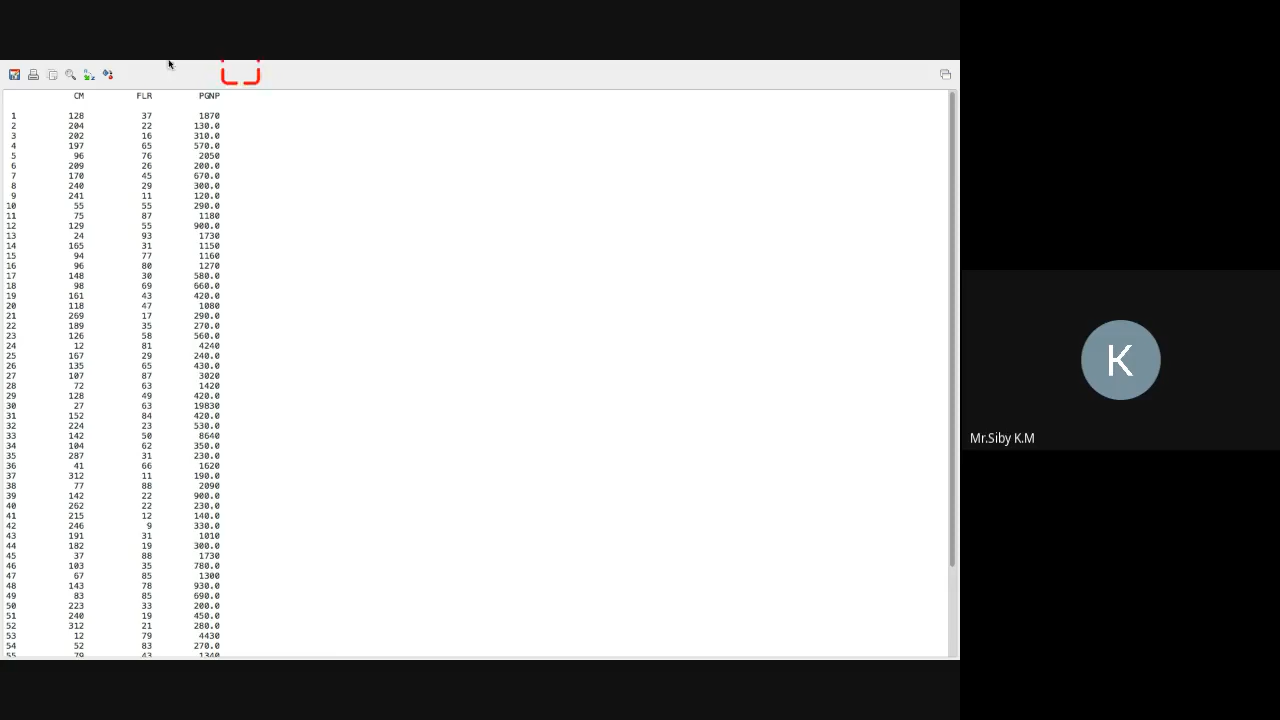 CM FLR PGNP
1 128 37 1870
2 204 22 130.0
3 202 16 310.0
4 197 65 570.0
5 96 76 2050
6 209 26 200.0
7 170 45 670.0
8 240 29 300.0
9 241 11 120.0
10 55 55 290.0
11 75 87 1180
12 129 55 900.0
13 24 93 1730
14 165 31 1150
15 94 77 1160
16 96 80 1270
17 148 30 580.0
18 98 69 660.0
19 161 43 420.0
20 118 47 1080
21 269 17 290.0
22 189 35 270.0
23 126 58 560.0
24 12 81 4240
25 167 29 240.0
26 135 65 430.0
27 107 87 3020
28 72 63 1420
29 128 49 420.0
30 27 63 19830
31 152 84 420.0
32 224 23 530.0
33 142 50 8640
34 104 62 350.0
35 287 31 230.0
36 41 66 1620
37 312 11 190.0
38 77 88 2090
39 142 22 900.0
40 262 22 230.0
41 215 12 140.0
42 246 9 330.0
43 191 31 1010
44 182 19 300.0
45 37 88 1730
46 103 35 780.0
47 67 85 1300
48 143 78 930.0
49 83 85 690.0
50 223 33 200.0
51 240 19 450.0
52 312 21 280.0
53 12 79 4430
54 52 83 270.0
55 79 43 1340
K
Mr.Siby K.M